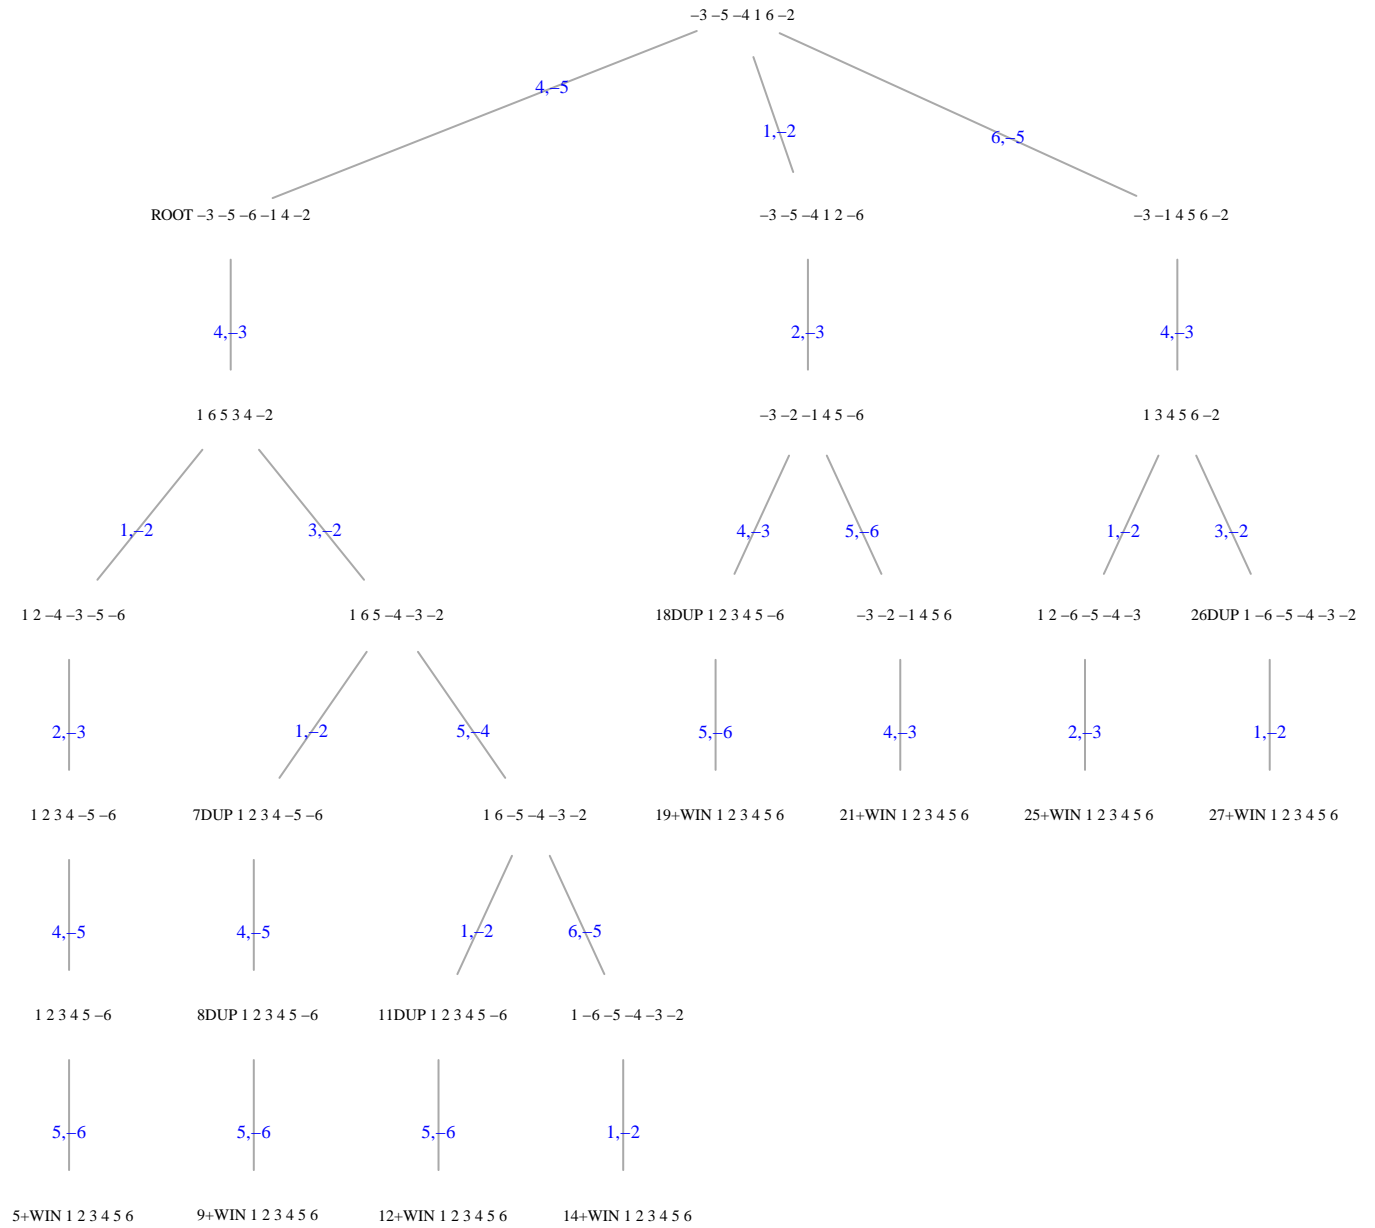 −3 −5 −4 1 6 −2
4,−5
1,−2
6,−5
ROOT −3 −5 −6 −1 4 −2
−3 −5 −4 1 2 −6
−3 −1 4 5 6 −2
4,−3
2,−3
4,−3
1 6 5 3 4 −2
−3 −2 −1 4 5 −6
1 3 4 5 6 −2
1,−2
3,−2
4,−3
5,−6
1,−2
3,−2
1 2 −4 −3 −5 −6
1 6 5 −4 −3 −2
18DUP 1 2 3 4 5 −6
−3 −2 −1 4 5 6
1 2 −6 −5 −4 −3
26DUP 1 −6 −5 −4 −3 −2
2,−3
1,−2
5,−4
5,−6
4,−3
2,−3
1,−2
1 2 3 4 −5 −6
7DUP 1 2 3 4 −5 −6
1 6 −5 −4 −3 −2
19+WIN 1 2 3 4 5 6
21+WIN 1 2 3 4 5 6
25+WIN 1 2 3 4 5 6
27+WIN 1 2 3 4 5 6
4,−5
4,−5
1,−2
6,−5
1 2 3 4 5 −6
8DUP 1 2 3 4 5 −6
11DUP 1 2 3 4 5 −6
1 −6 −5 −4 −3 −2
5,−6
5,−6
5,−6
1,−2
5+WIN 1 2 3 4 5 6
9+WIN 1 2 3 4 5 6
12+WIN 1 2 3 4 5 6
14+WIN 1 2 3 4 5 6